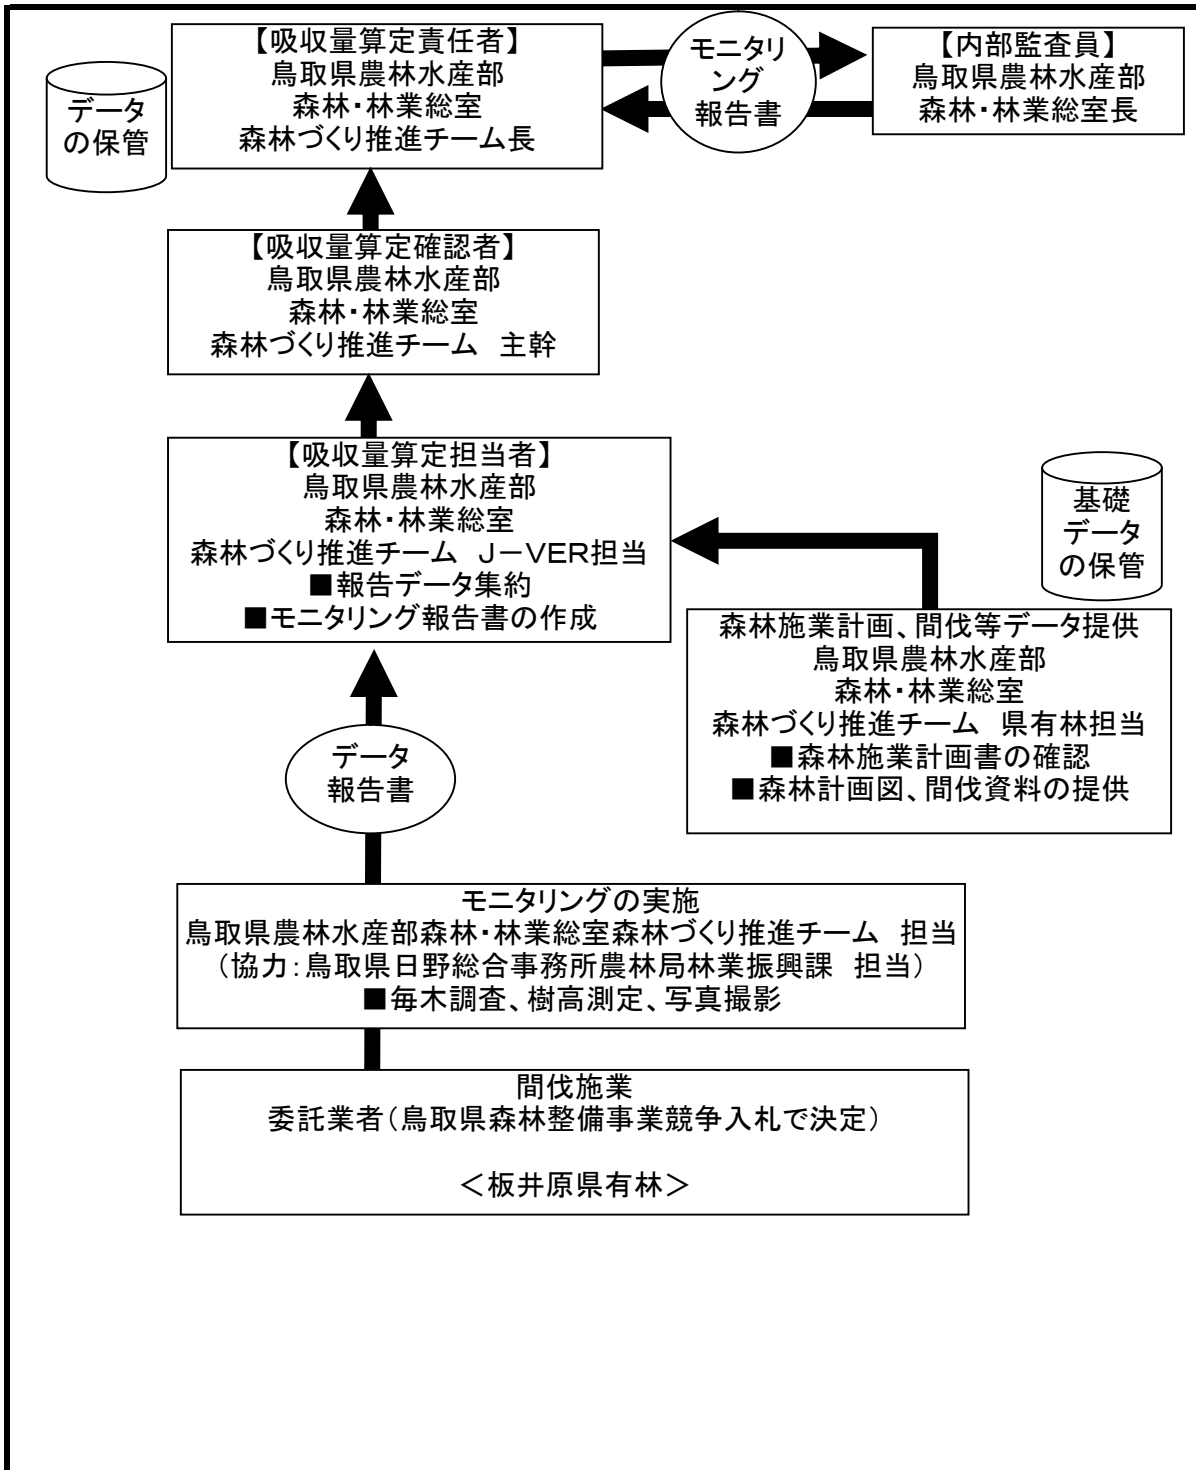 【吸収量算定責任者】
鳥取県農林水産部
森林・林業総室
森林づくり推進チーム長
データ
の保管
モニタリ
ング
報告書
【内部監査員】
鳥取県農林水産部
森林・林業総室長
【吸収量算定確認者】
鳥取県農林水産部
森林・林業総室
森林づくり推進チーム　主幹
【吸収量算定担当者】
鳥取県農林水産部
森林・林業総室
森林づくり推進チーム　J－VER担当
■報告データ集約
■モニタリング報告書の作成
基礎
データ
の保管
森林施業計画、間伐等データ提供
鳥取県農林水産部
森林・林業総室
森林づくり推進チーム　県有林担当
■森林施業計画書の確認
■森林計画図、間伐資料の提供
データ
報告書
モニタリングの実施
鳥取県農林水産部森林・林業総室森林づくり推進チーム　担当
（協力：鳥取県日野総合事務所農林局林業振興課　担当）
■毎木調査、樹高測定、写真撮影
間伐施業
委託業者（鳥取県森林整備事業競争入札で決定）
＜板井原県有林＞